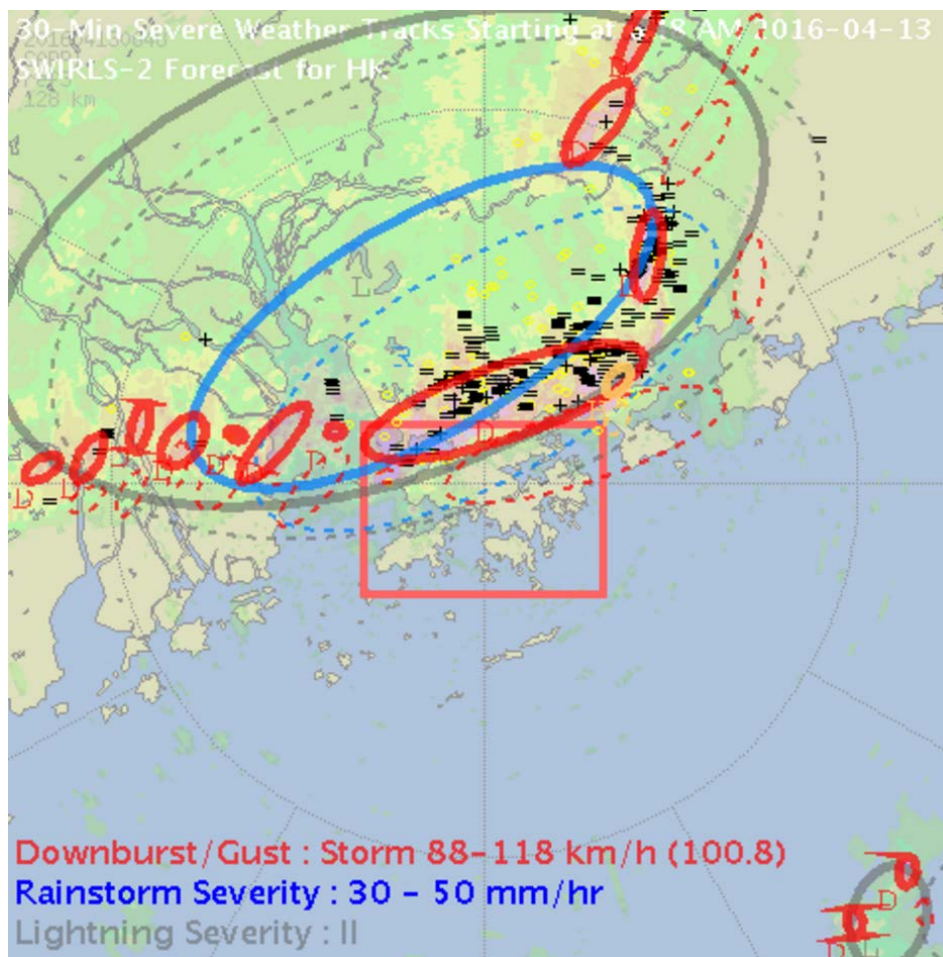 30-Min Severe Weather Tracks Starting at AM 2016-04-13
SWIRLS-2 Forecast for HK
128 km
L
D
D
D
D
D
D
D
D
D
Downburst/Gust : Storm 88-118 km/h (100.8)
Rainstorm Severity : 30 - 50 mm/hr
Lightning Severity : II